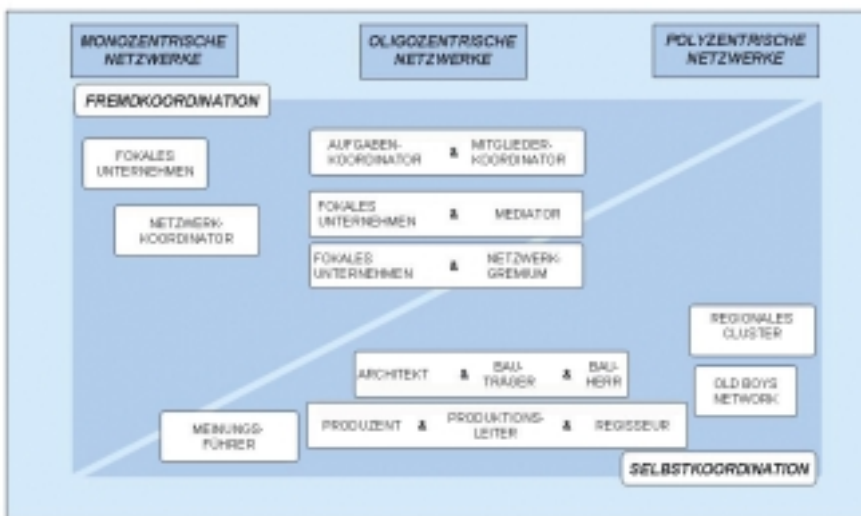 MONOZENTRISCHE
NETZWERKE
OLIGOZENTRISCHE
NETZWERKE
POLYZENTRISCHE
NETZWERKE
FREMDKOORDINATION
FOKALES
UNTERNEHMEN
AUFGABEN-
KOORDINATOR
&
MITGLIEDER-
KOORDINATOR
NETZWERK-
KOORDINATOR
FOKALES
UNTERNEHMEN
&
MEDIATOR
FOKALES
UNTERNEHMEN
&
NETZWERK-
GREMIUM
REGIONALES
CLUSTER
ARCHITEKT
&
BAU-
TRÄGER
&
BAU-
HERR
OLD BOYS
NETWORK
MEINUNGS-
FÜHRER
PRODUZENT
&
PRODUKTIONS-
LEITER
&
REGISSEUR
SELBSTKOORDINATION